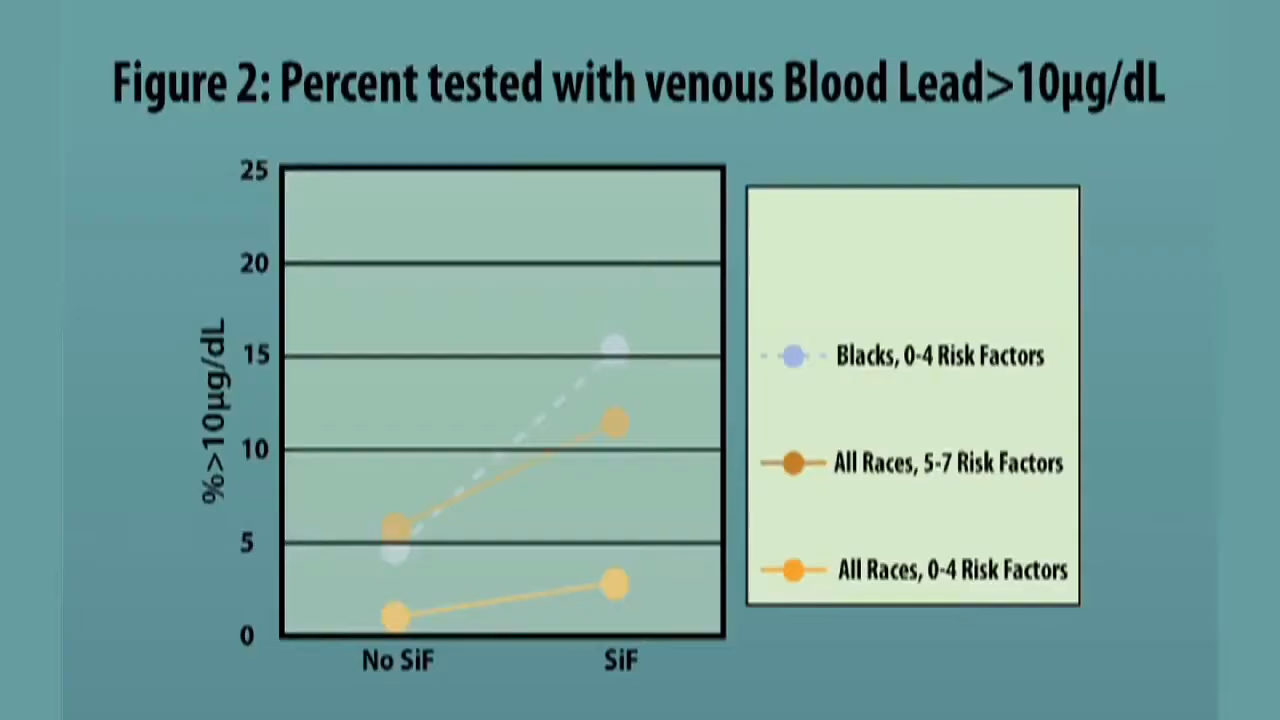 Figure 2: Percent tested with venous Blood Lead>10µg/dL
%>10µg/dL
25
20
15
10
5
0
No SiF SiF
Blacks, 0-4 Risk Factors
All Races, 5-7 Risk Factors
All Races, 0-4 Risk Factors